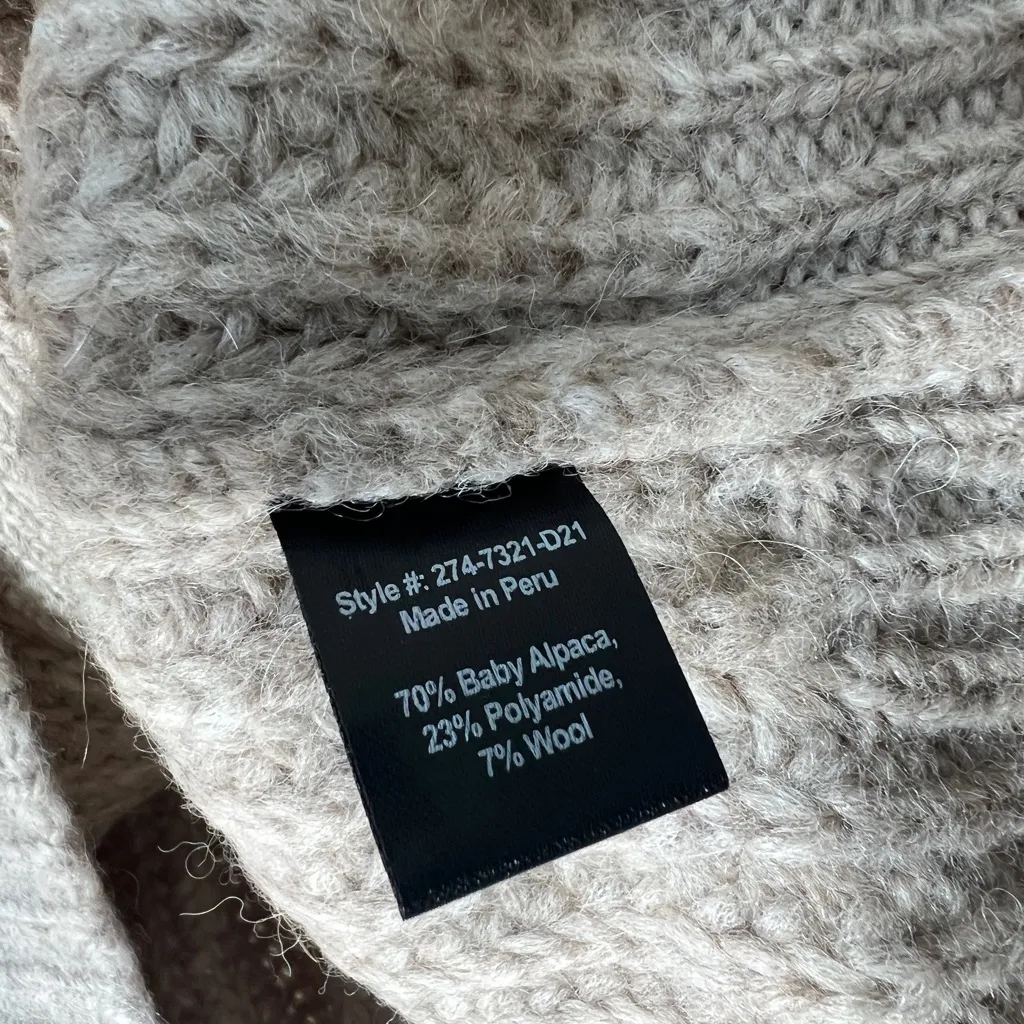 Style #: 274-7321-D21
Made in Peru
70% Baby Alpaca,
23% Polyamide,
7% Wool